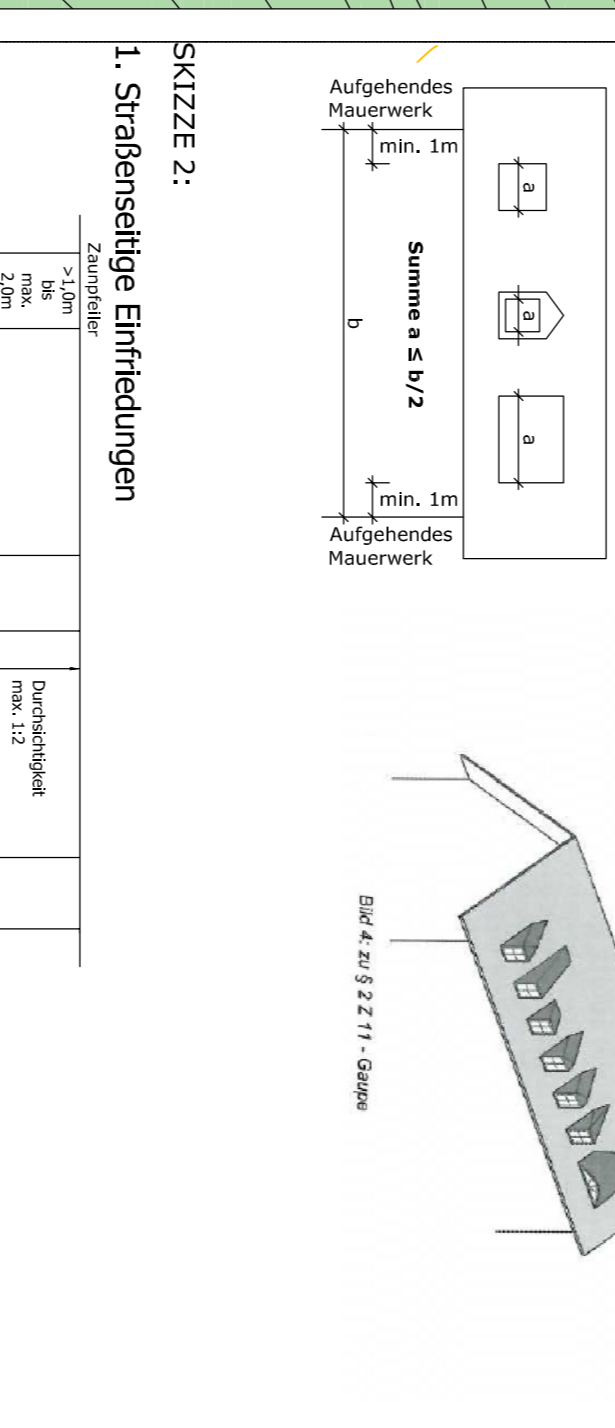 Aufgehendes
Mauerwerk
min. 1m
a
a
a
Summe a ≤ b/2
b
min. 1m
Aufgehendes
Mauerwerk
Bild 4: zu § 2 Z 11 - Gaupe
SKIZZE 2:
1. Straßenseitige Einfriedungen
Zaunpfeiler
>1,0m
bis
max.
2,0m
Durchsichtigkeit
max. 1:2